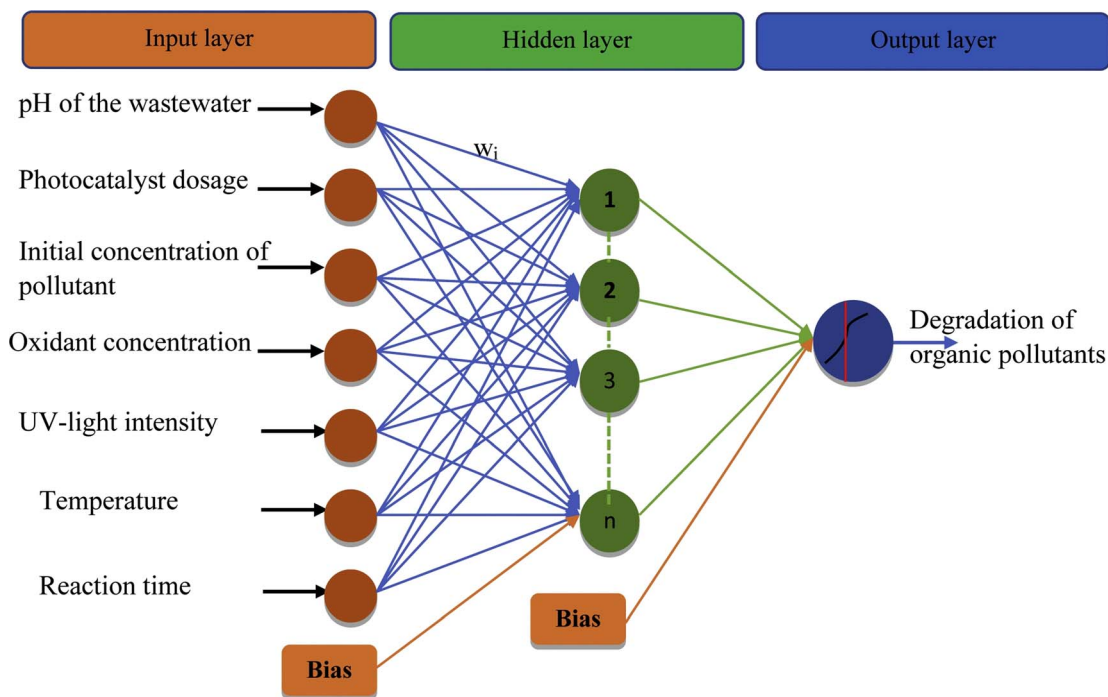 Input layer
Hidden layer
Output layer
pH of the wastewater
Photocatalyst dosage
Initial concentration of
pollutant
Oxidant concentration
UV-light intensity
Temperature
Reaction time
Bias
wi
1
2
3
n
Bias
Degradation of
organic pollutants